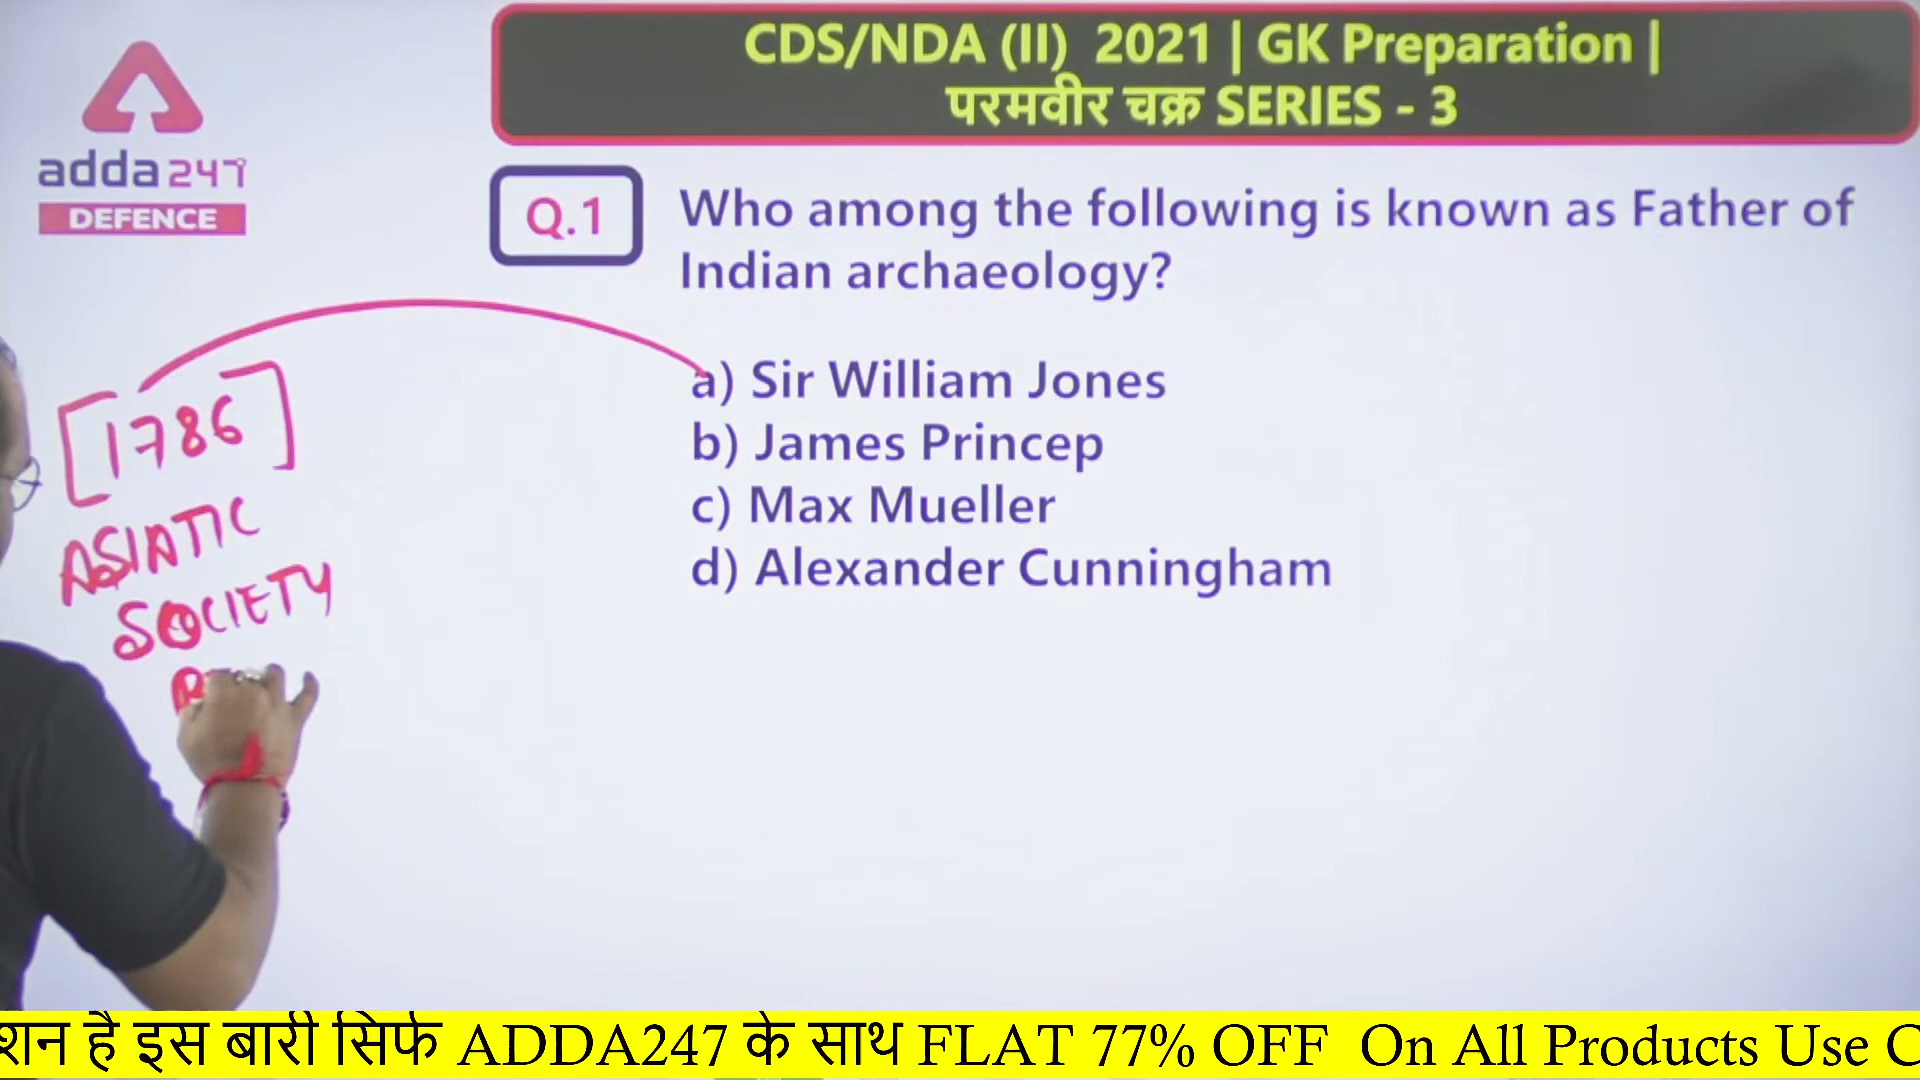 CDS/NDA (II) 2021 | GK Preparation |
परमवीर चक्र SERIES - 3
adda247
DEFENCE
Q.1
Who among the following is known as Father of
Indian archaeology?
a) Sir William Jones
b) James Princep
c) Max Mueller
d) Alexander Cunningham
[1786]
ASIATIC
SOCIETY
है इस बारी सिर्फ ADDA247 के साथ FLAT 77% OFF On All Products Use